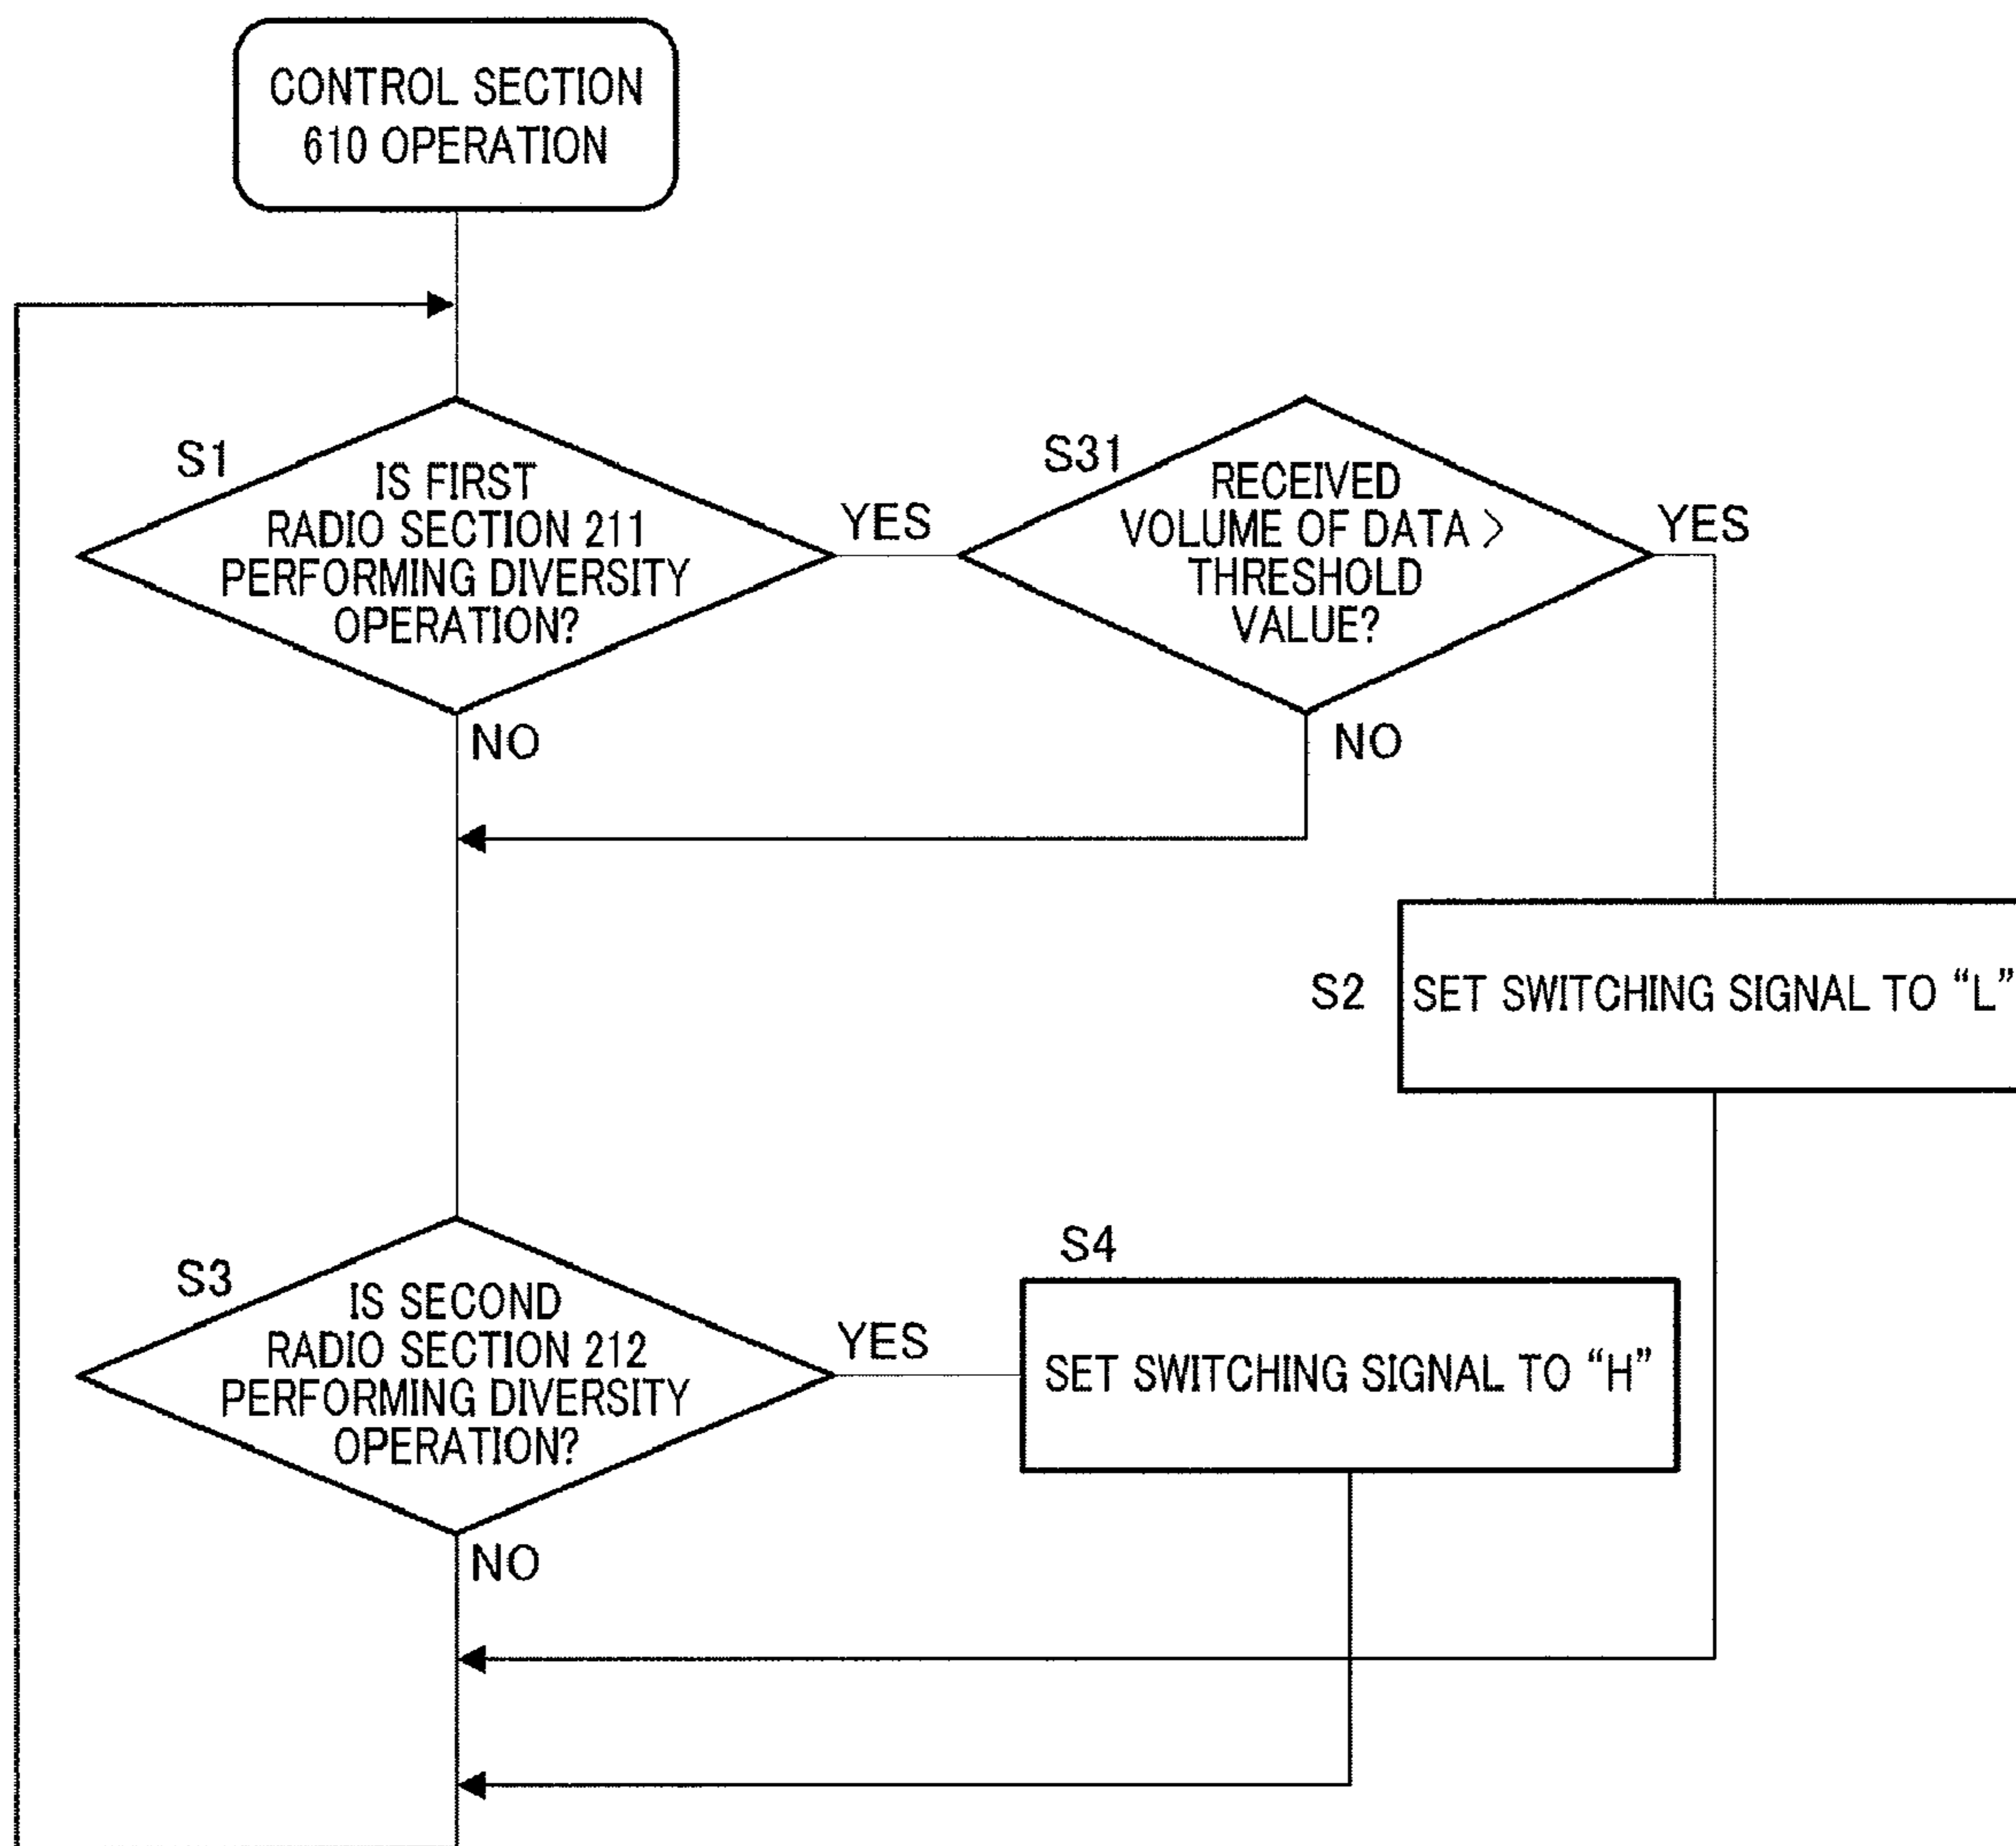 CONTROL SECTION
610 OPERATION
S1
IS FIRST
RADIO SECTION 211
PERFORMING DIVERSITY
OPERATION?
YES
NO
S31
RECEIVED
VOLUME OF DATA >
THRESHOLD
VALUE?
YES
NO
S2
SET SWITCHING SIGNAL TO “L”
S3
IS SECOND
RADIO SECTION 212
PERFORMING DIVERSITY
OPERATION?
YES
NO
S4
SET SWITCHING SIGNAL TO “H”